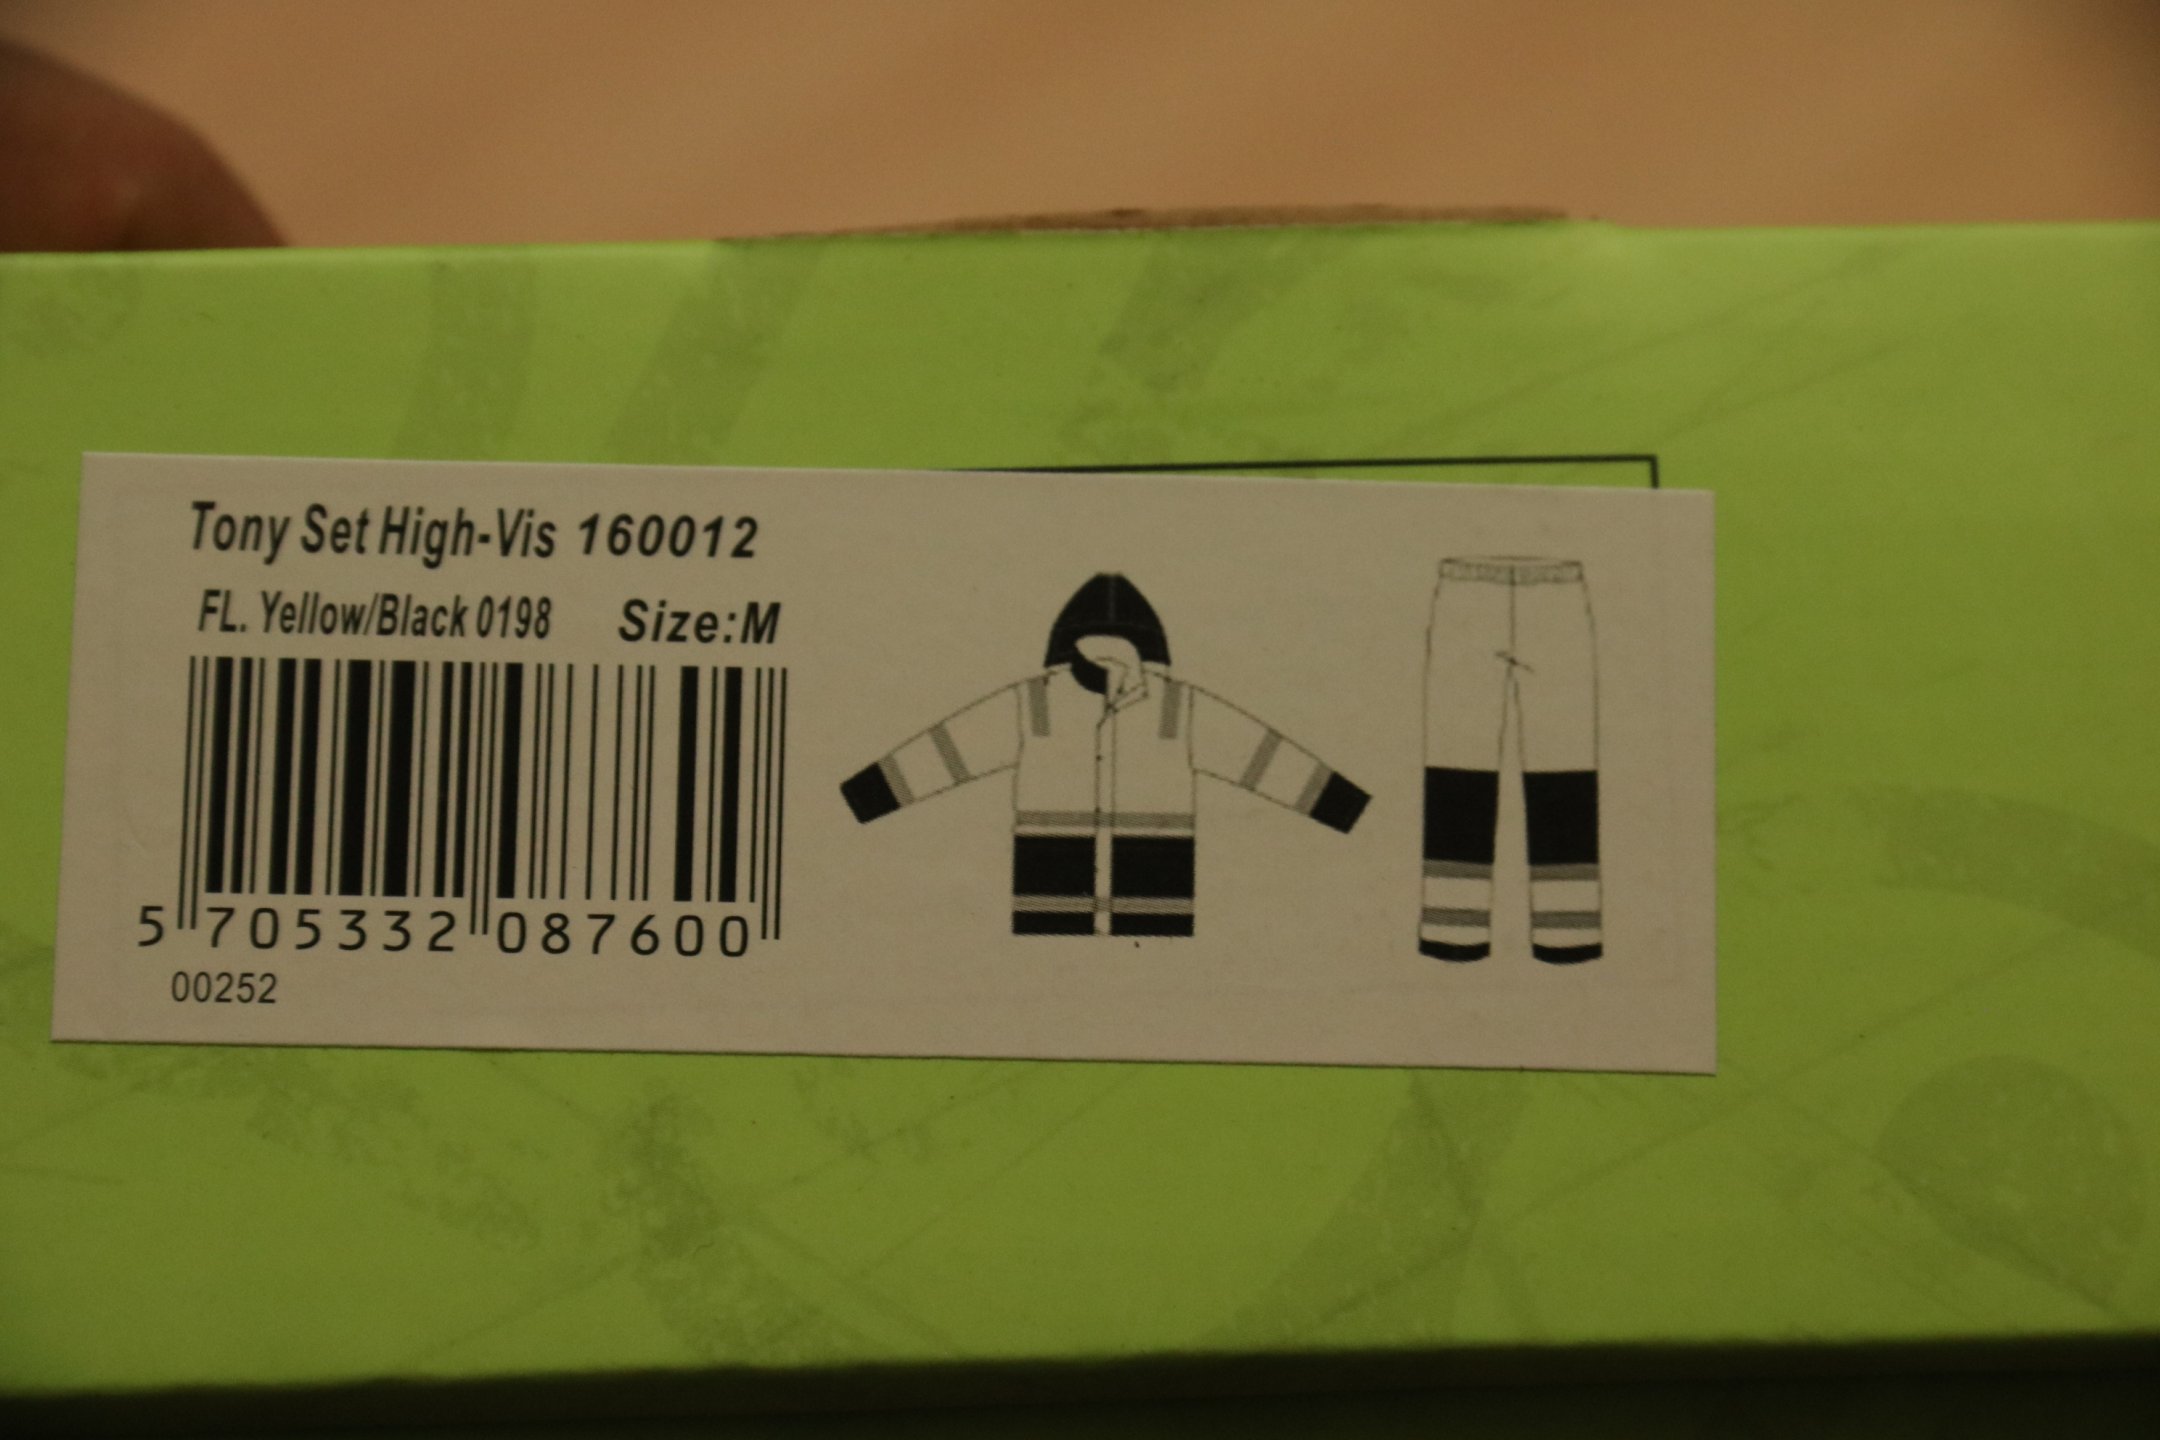 Tony Set High-Vis 160012
FL. Yellow/Black 0198 Size:M
5 705332 087600
00252